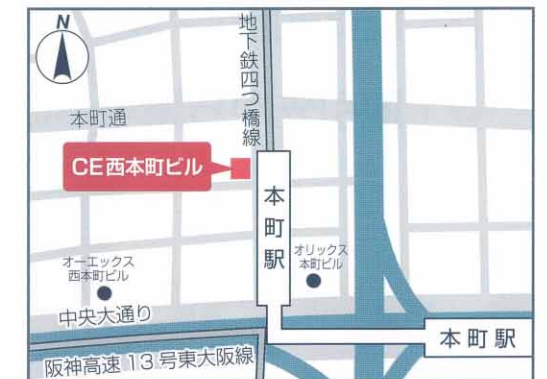 N
地下鉄四つ橋線
本町通
CE西本町ビル
本町駅
オリックス
本町ビル
オーエックス
西本町ビル
中央大通り
本町駅
阪神高速 13 号東大阪線